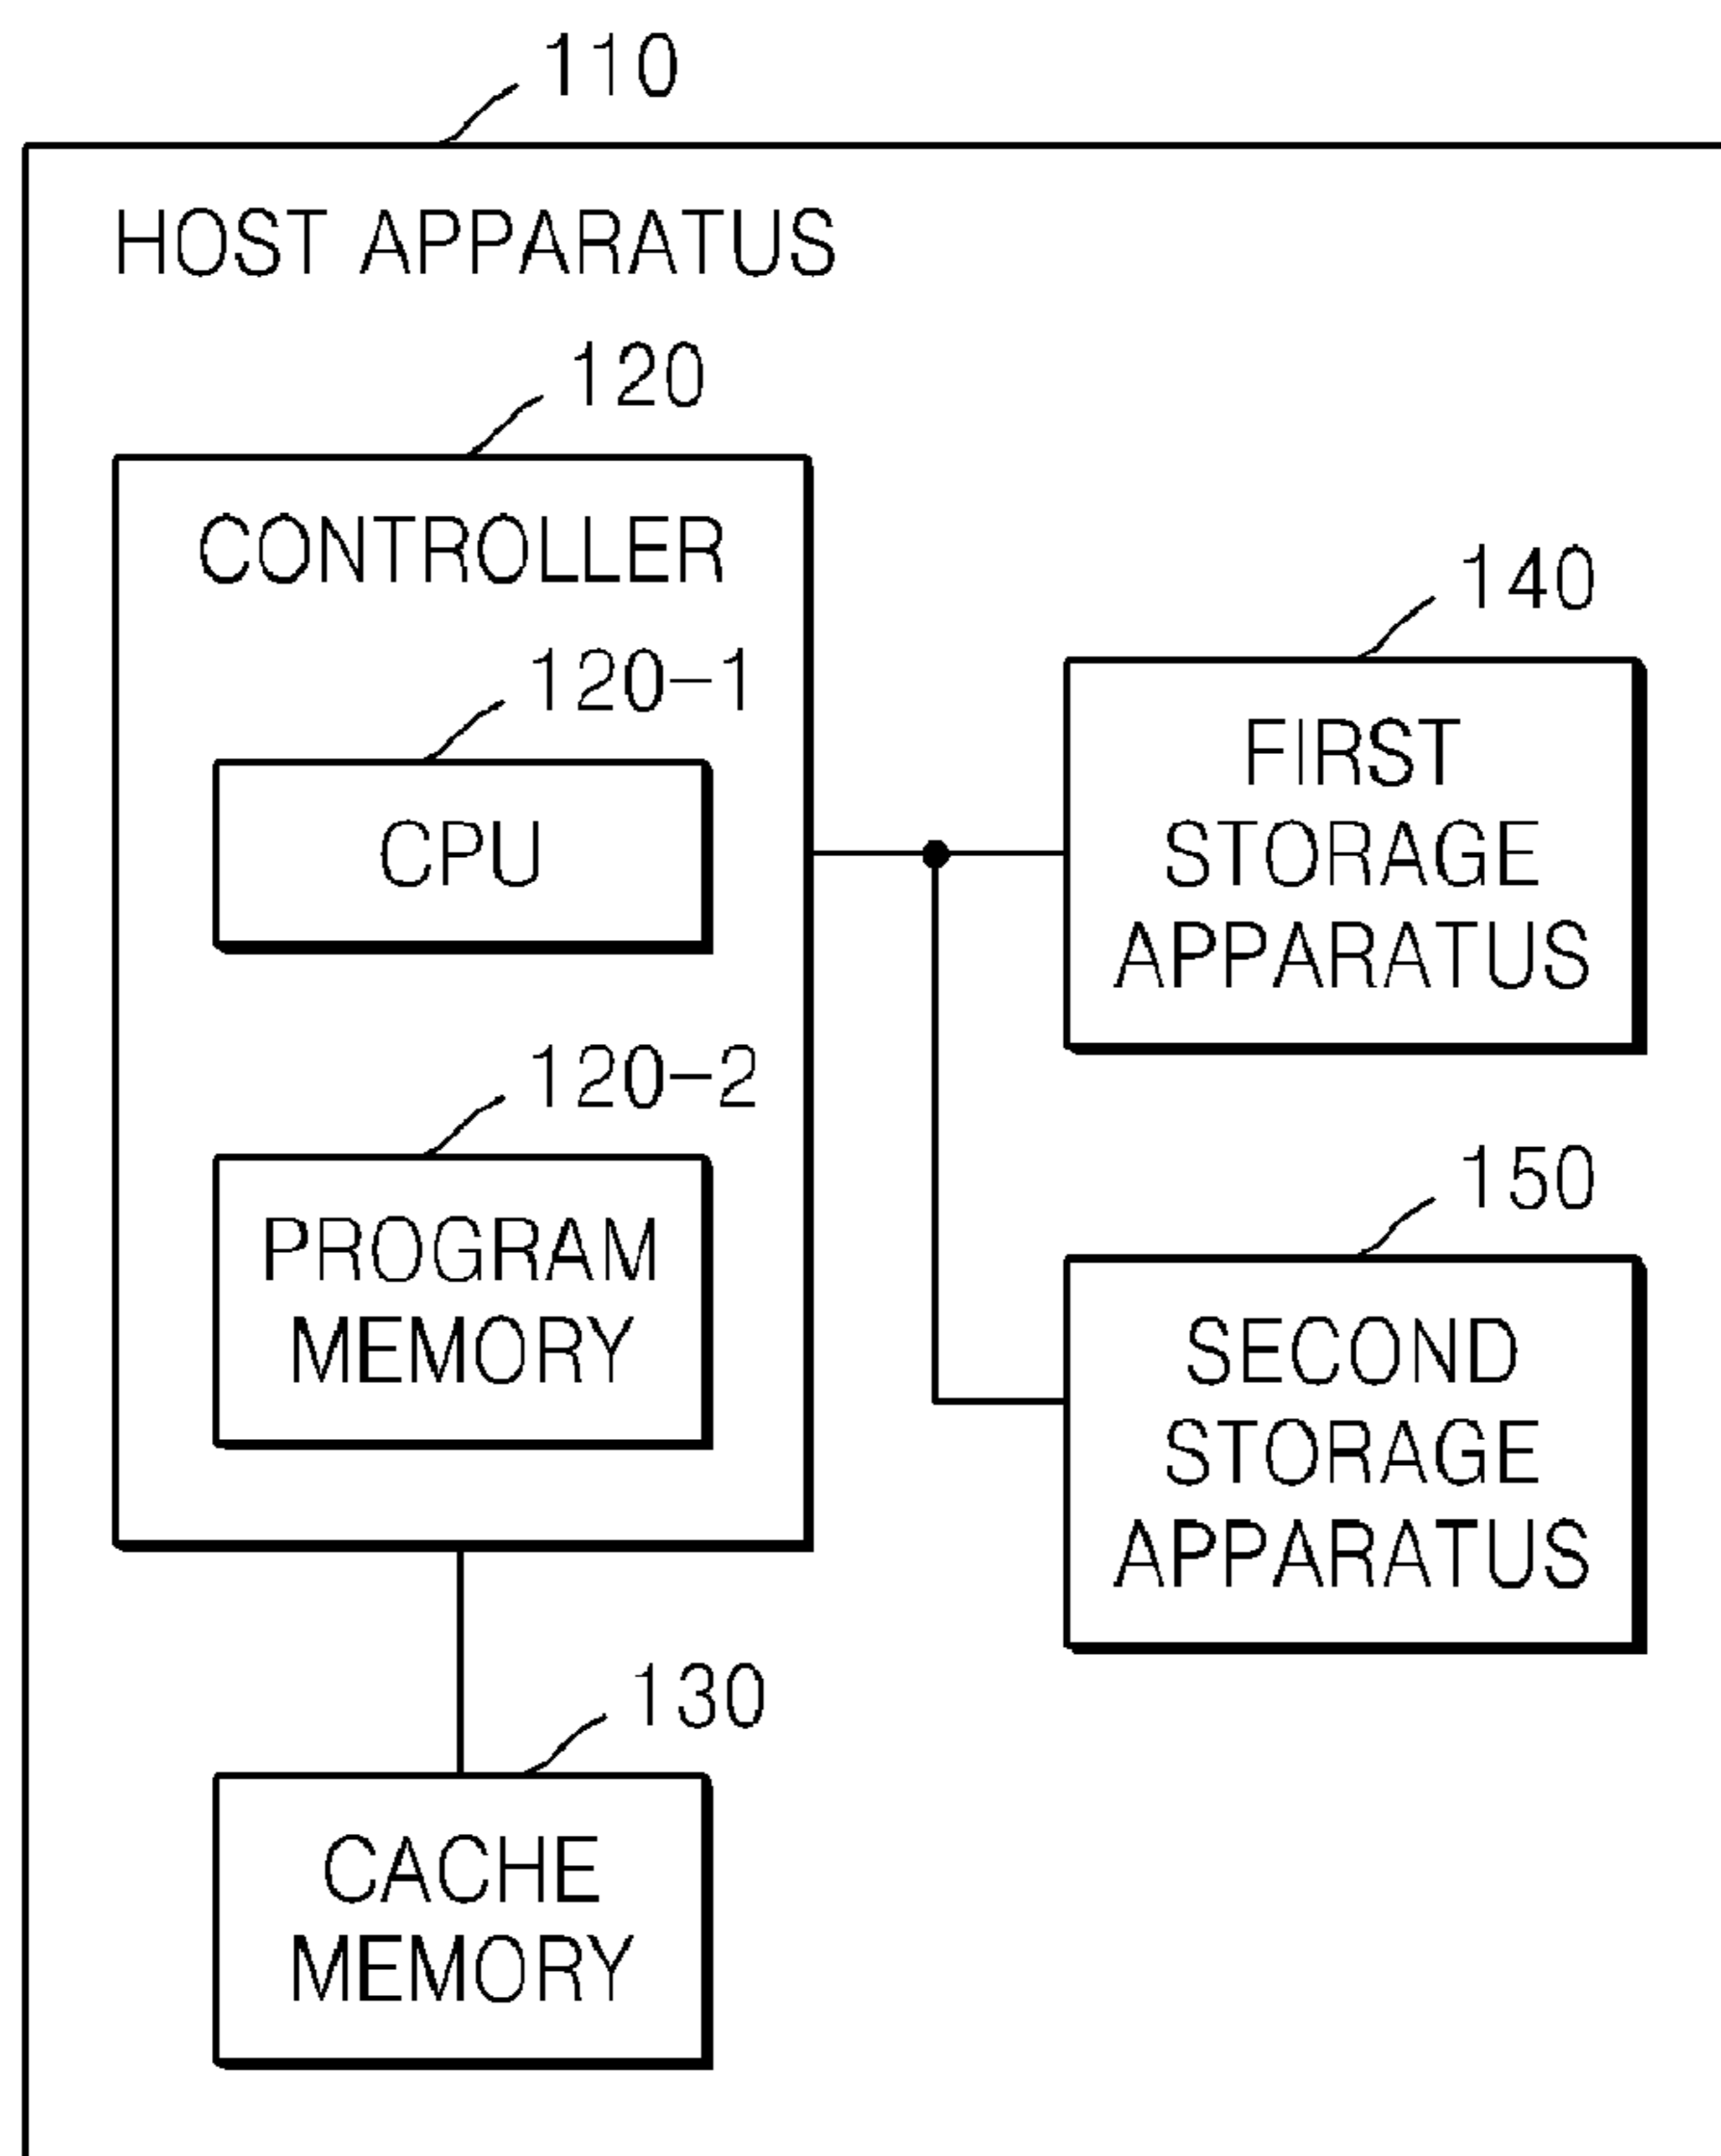 110
HOST APPARATUS
120
CONTROLLER
120-1
CPU
120-2
PROGRAM
MEMORY
130
CACHE
MEMORY
140
FIRST
STORAGE
APPARATUS
150
SECOND
STORAGE
APPARATUS